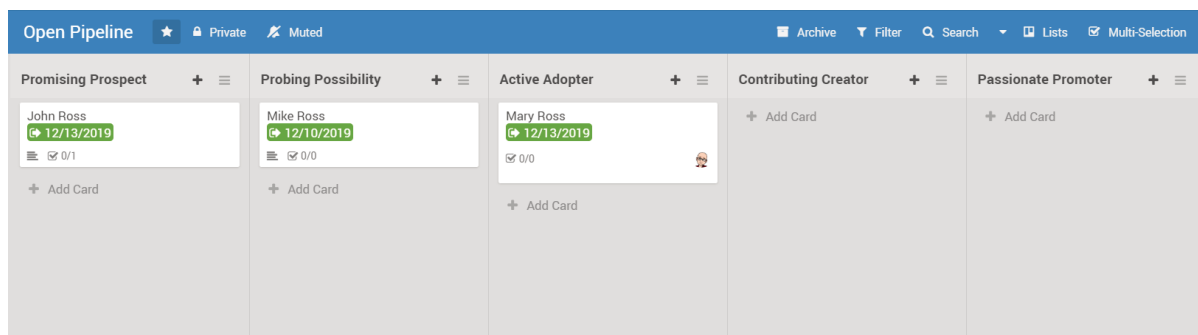 Open Pipeline Private Muted Archive Filter Search Lists Multi-Selection
Promising Prospect
John Ross
12/13/2019
0/1
Add Card
Probing Possibility
Mike Ross
12/10/2019
0/0
Add Card
Active Adopter
Mary Ross
12/13/2019
0/0
Add Card
Contributing Creator
Add Card
Passionate Promoter
Add Card